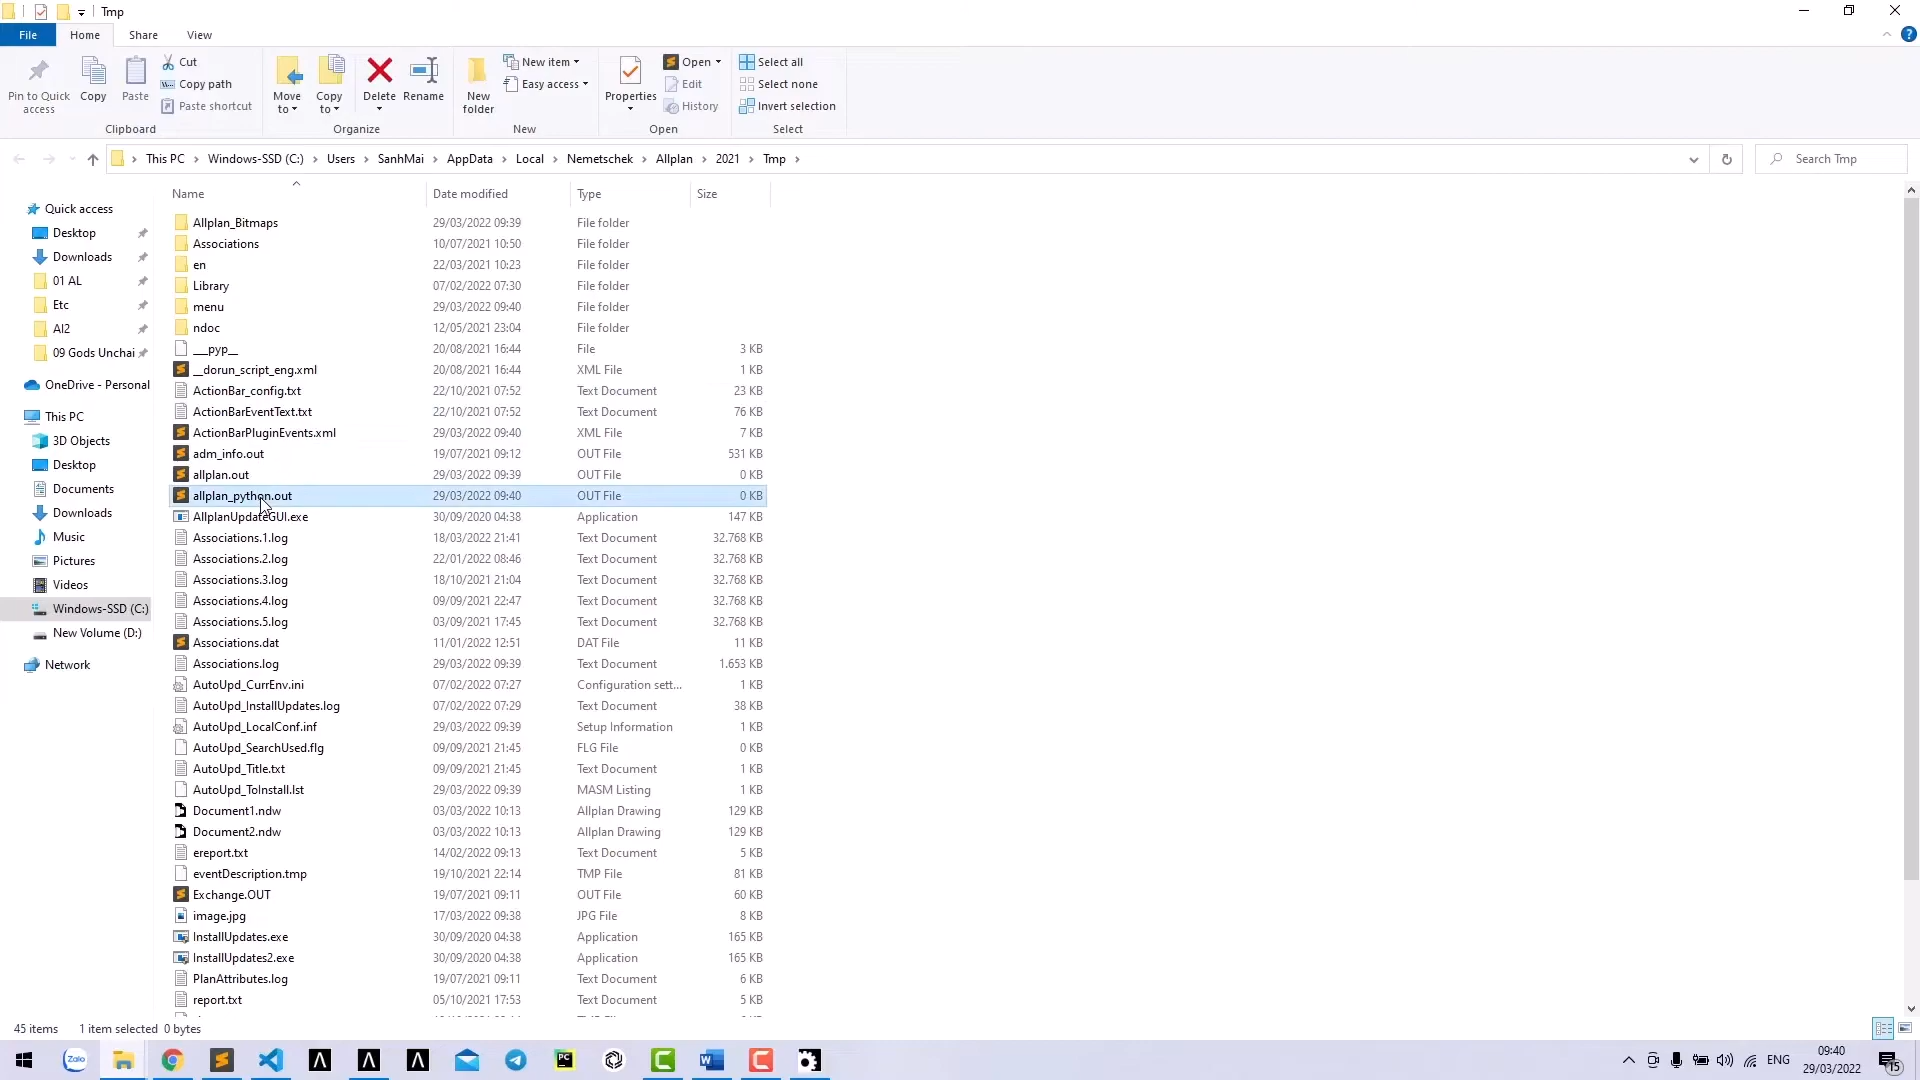 Tmp
File Home Share View
Pin to Quick access
Copy
Paste
Cut
Copy path
Paste shortcut
Clipboard
Move to
Copy to
Delete
Rename
Organize
New folder
New item
Easy access
New
Properties
Open
Edit
History
Open
Select all
Select none
Invert selection
Select
This PC Windows-SSD (C:) Users SanhMai AppData Local Nemetschek Allplan 2021 Tmp
Search Tmp
Quick access
Desktop
Downloads
01 AL
Etc
AI2
09 Gods Unchai
OneDrive - Personal
This PC
3D Objects
Desktop
Documents
Downloads
Music
Pictures
Videos
Windows-SSD (C:)
New Volume (D:)
Network
Name Date modified Type Size
Allplan_Bitmaps 29/03/2022 09:39 File folder
Associations 10/07/2021 10:50 File folder
en 22/03/2021 10:23 File folder
Library 07/02/2022 07:30 File folder
menu 29/03/2022 09:40 File folder
ndoc 12/05/2021 23:04 File folder
__pyp__ 20/08/2021 16:44 File 3 KB
__dorun_script_eng.xml 20/08/2021 16:44 XML File 1 KB
ActionBar_config.txt 22/10/2021 07:52 Text Document 23 KB
ActionBarEventText.txt 22/10/2021 07:52 Text Document 76 KB
ActionBarPluginEvents.xml 29/03/2022 09:40 XML File 7 KB
adm_info.out 19/07/2021 09:12 OUT File 531 KB
allplan.out 29/03/2022 09:39 OUT File 0 KB
allplan_python.out 29/03/2022 09:40 OUT File 0 KB
AllplanUpdateGUI.exe 30/09/2020 04:38 Application 147 KB
Associations.1.log 18/03/2022 21:41 Text Document 32.768 KB
Associations.2.log 22/01/2022 08:46 Text Document 32.768 KB
Associations.3.log 18/10/2021 21:04 Text Document 32.768 KB
Associations.4.log 09/09/2021 22:47 Text Document 32.768 KB
Associations.5.log 03/09/2021 17:45 Text Document 32.768 KB
Associations.dat 11/01/2022 12:51 DAT File 11 KB
Associations.log 29/03/2022 09:39 Text Document 1.653 KB
AutoUpd_CurrEnv.ini 07/02/2022 07:27 Configuration sett... 1 KB
AutoUpd_InstallUpdates.log 07/02/2022 07:29 Text Document 38 KB
AutoUpd_LocalConf.inf 29/03/2022 09:39 Setup Information 1 KB
AutoUpd_SearchUsed.flg 09/09/2021 21:45 FLG File 0 KB
AutoUpd_Title.txt 09/09/2021 21:45 Text Document 1 KB
AutoUpd_ToInstall.lst 29/03/2022 09:39 MASM Listing 1 KB
Document1.ndw 03/03/2022 10:13 Allplan Drawing 129 KB
Document2.ndw 03/03/2022 10:13 Allplan Drawing 129 KB
ereport.txt 14/02/2022 09:13 Text Document 5 KB
eventDescription.tmp 19/10/2021 22:14 TMP File 81 KB
Exchange.OUT 19/07/2021 09:11 OUT File 60 KB
image.jpg 17/03/2022 09:38 JPG File 8 KB
InstallUpdates.exe 30/09/2020 04:38 Application 165 KB
InstallUpdates2.exe 30/09/2020 04:38 Application 165 KB
PlanAttributes.log 19/07/2021 09:11 Text Document 6 KB
report.txt 05/10/2021 17:53 Text Document 5 KB
45 items 1 item selected 0 bytes
Zalo
PC
ENG
09:40
29/03/2022
15